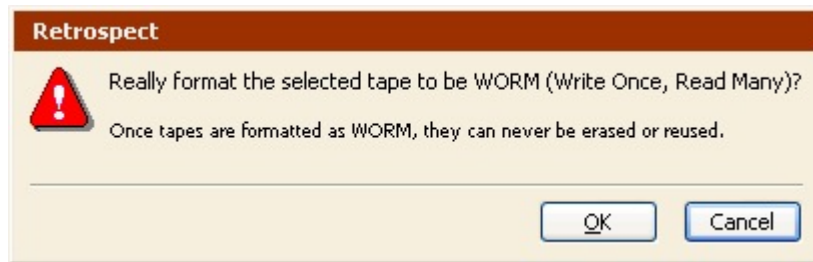 Retrospect
Really format the selected tape to be WORM (Write Once, Read Many)?
Once tapes are formatted as WORM, they can never be erased or reused.
OK Cancel